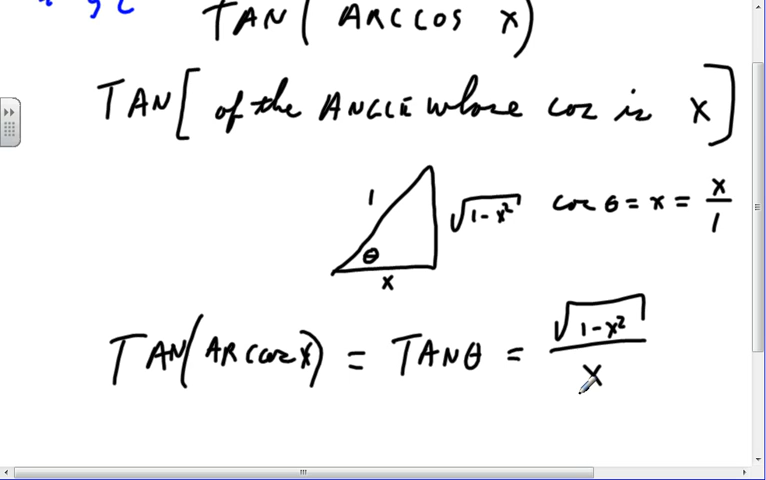 TAN( ARCCOS x)
TAN[ of the ANGLE whose cos is x]
1
√1-x²
cos θ = x = x/1
θ
x
TAN(ARCcos x) = TANθ = √1-x²/x